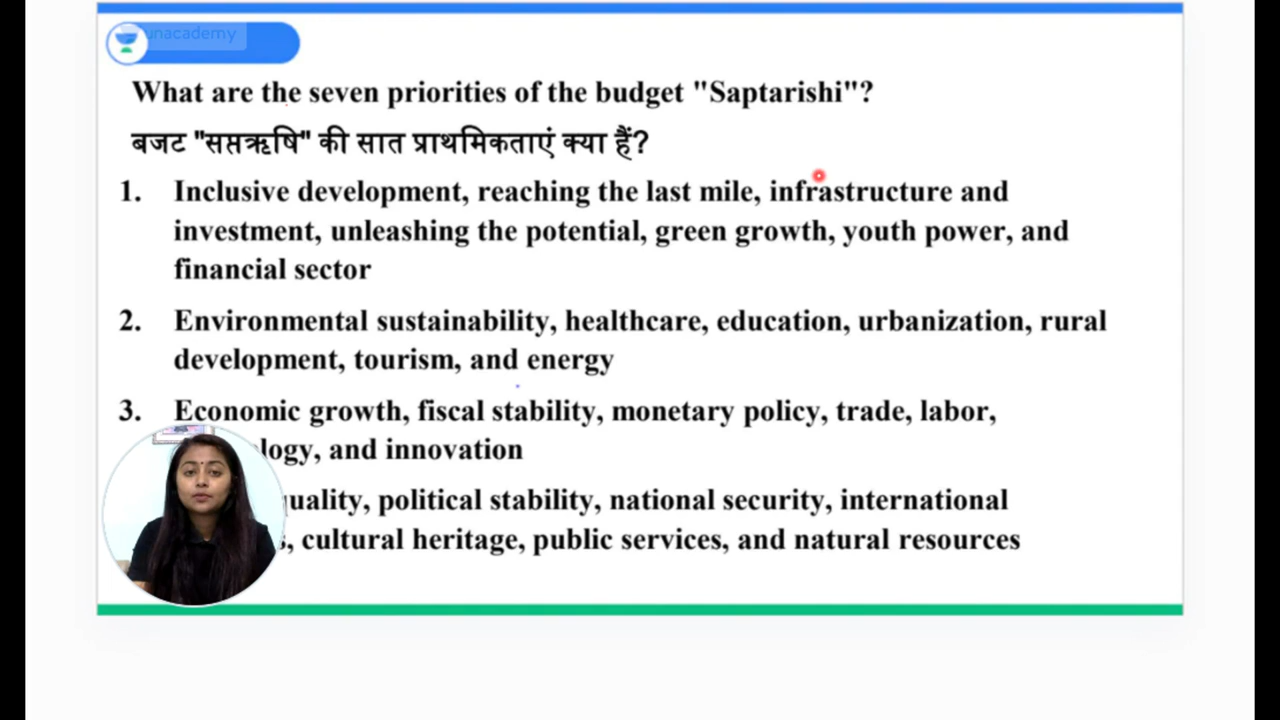 unacademy
What are the seven priorities of the budget "Saptarishi"?
बजट "सप्तऋषि" की सात प्राथमिकताएं क्या हैं?
1. Inclusive development, reaching the last mile, infrastructure and
investment, unleashing the potential, green growth, youth power, and
financial sector
2. Environmental sustainability, healthcare, education, urbanization, rural
development, tourism, and energy
3. Economic growth, fiscal stability, monetary policy, trade, labor,
and innovation
political stability, national security, international
cultural heritage, public services, and natural resources